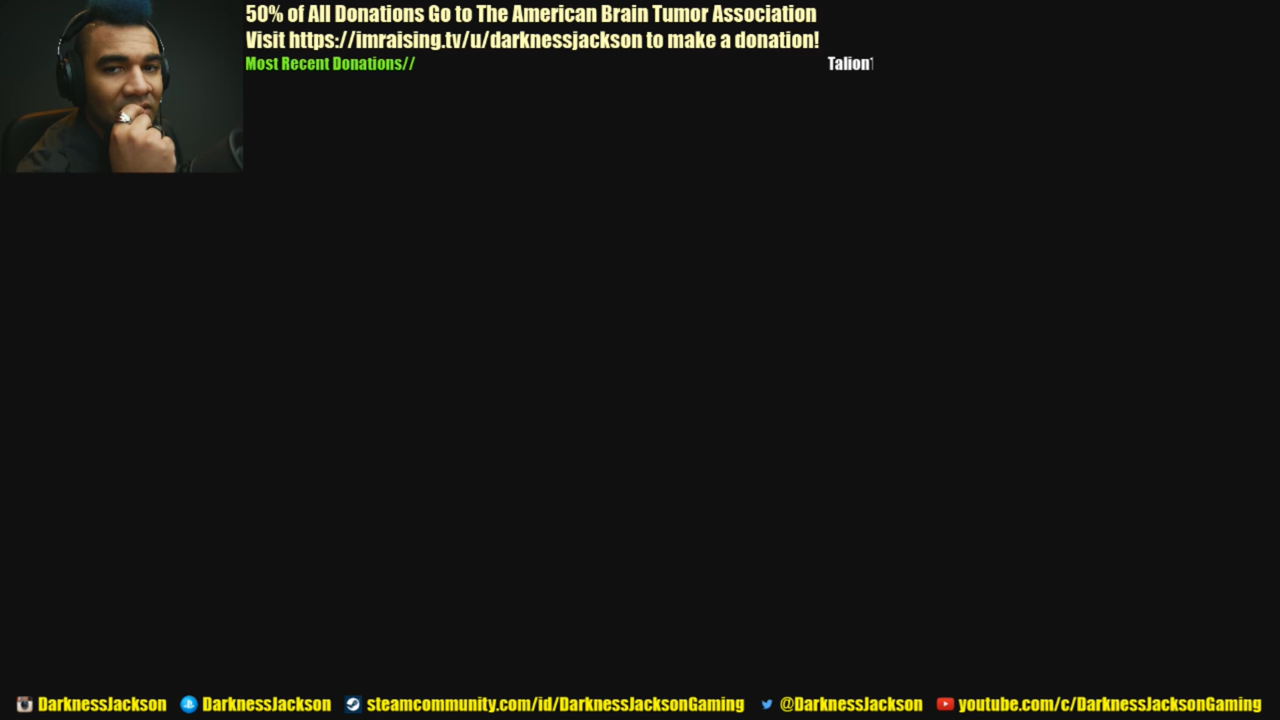 50% of All Donations Go to The American Brain Tumor Association
Visit https://imraising.tv/u/darknessjackson to make a donation!
Most Recent Donations// Talion
DarknessJackson DarknessJackson steamcommunity.com/id/DarknessJacksonGaming @DarknessJackson youtube.com/c/DarknessJacksonGaming